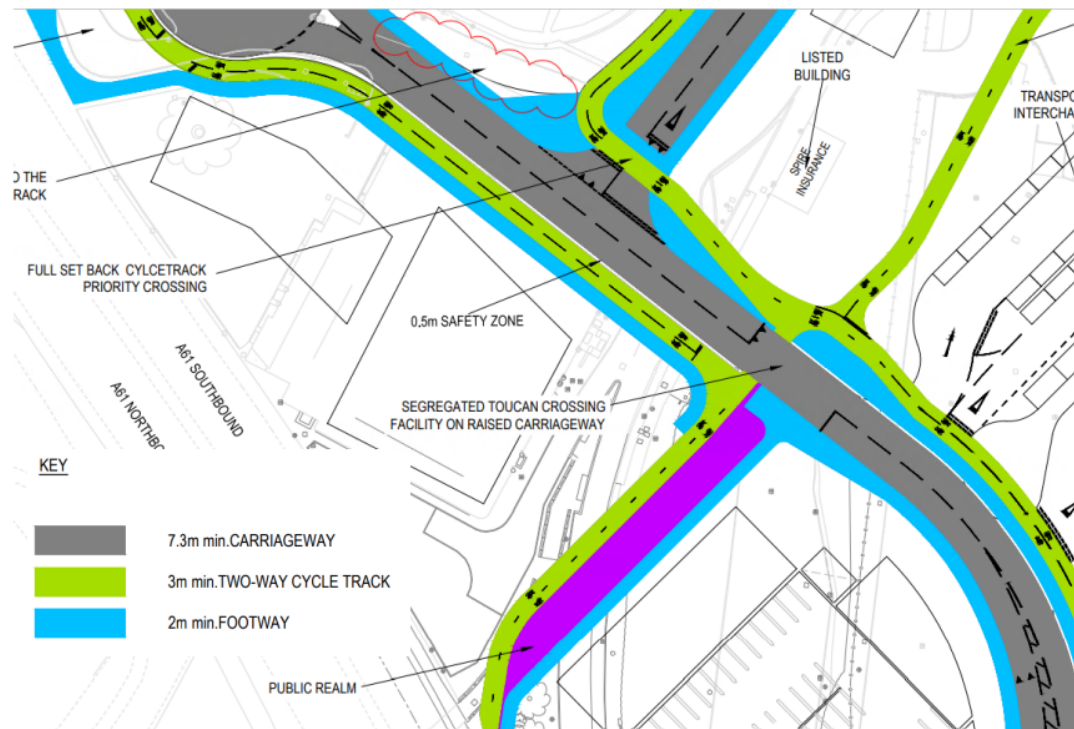 LISTED
BUILDING
TRANSPO
INTERCHA
SPIRE
INSURANCE
O THE
RACK
FULL SET BACK CYLCETRACK
PRIORITY CROSSING
0.5m SAFETY ZONE
A61 SOUTHBOUND
A61 NORTHBO
SEGREGATED TOUCAN CROSSING
FACILITY ON RAISED CARRIAGEWAY
KEY
7.3m min.CARRIAGEWAY
3m min.TWO-WAY CYCLE TRACK
2m min.FOOTWAY
PUBLIC REALM